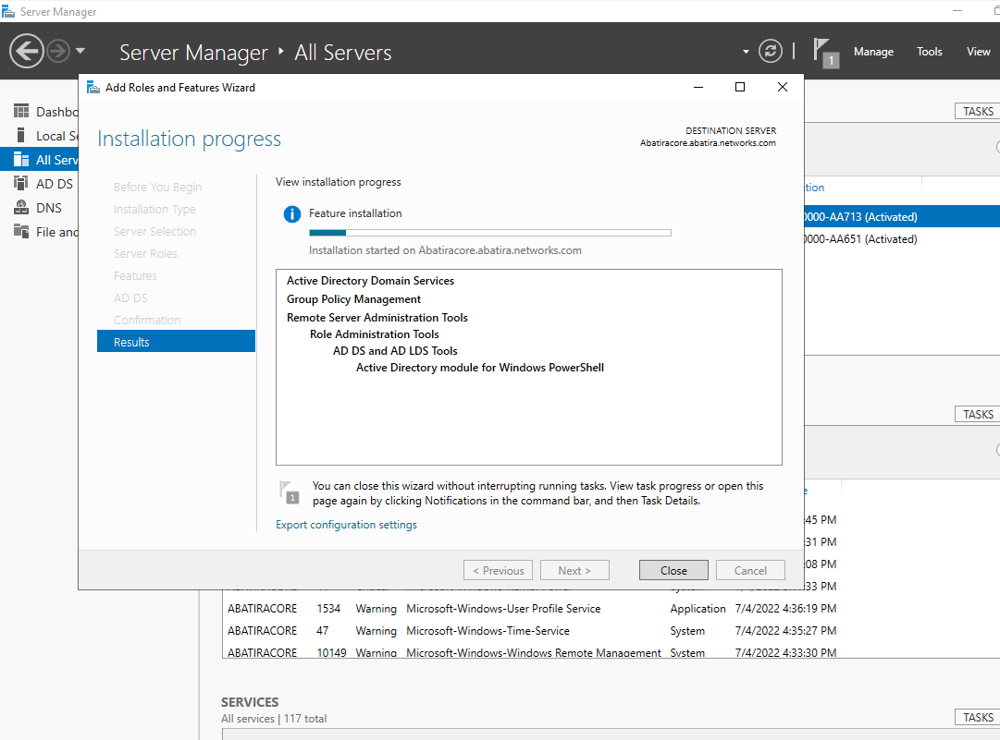 Server Manager
Server Manager ‣ All Servers
1
Manage
Tools
View
Dashbo
Local Se
All Serv
AD DS
DNS
File and
Add Roles and Features Wizard
Installation progress
DESTINATION SERVER
Abatiracore.abatira.networks.com
Before You Begin
Installation Type
Server Selection
Server Roles
Features
AD DS
Confirmation
Results
View installation progress
Feature installation
Installation started on Abatiracore.abatira.networks.com
Active Directory Domain Services
Group Policy Management
Remote Server Administration Tools
Role Administration Tools
AD DS and AD LDS Tools
Active Directory module for Windows PowerShell
1
You can close this wizard without interrupting running tasks. View task progress or open this
page again by clicking Notifications in the command bar, and then Task Details.
Export configuration settings
< Previous
Next >
Close
Cancel
TASKS
tion
0000-AA713 (Activated)
0000-AA651 (Activated)
TASKS
e
:45 PM
:31 PM
:08 PM
:33 PM
ABATIRACORE 1534 Warning Microsoft-Windows-User Profile Service Application 7/4/2022 4:36:19 PM
ABATIRACORE 47 Warning Microsoft-Windows-Time-Service System 7/4/2022 4:35:27 PM
ABATIRACORE 10149 Warning Microsoft-Windows-Windows Remote Management System 7/4/2022 4:33:30 PM
SERVICES
All services | 117 total
TASKS